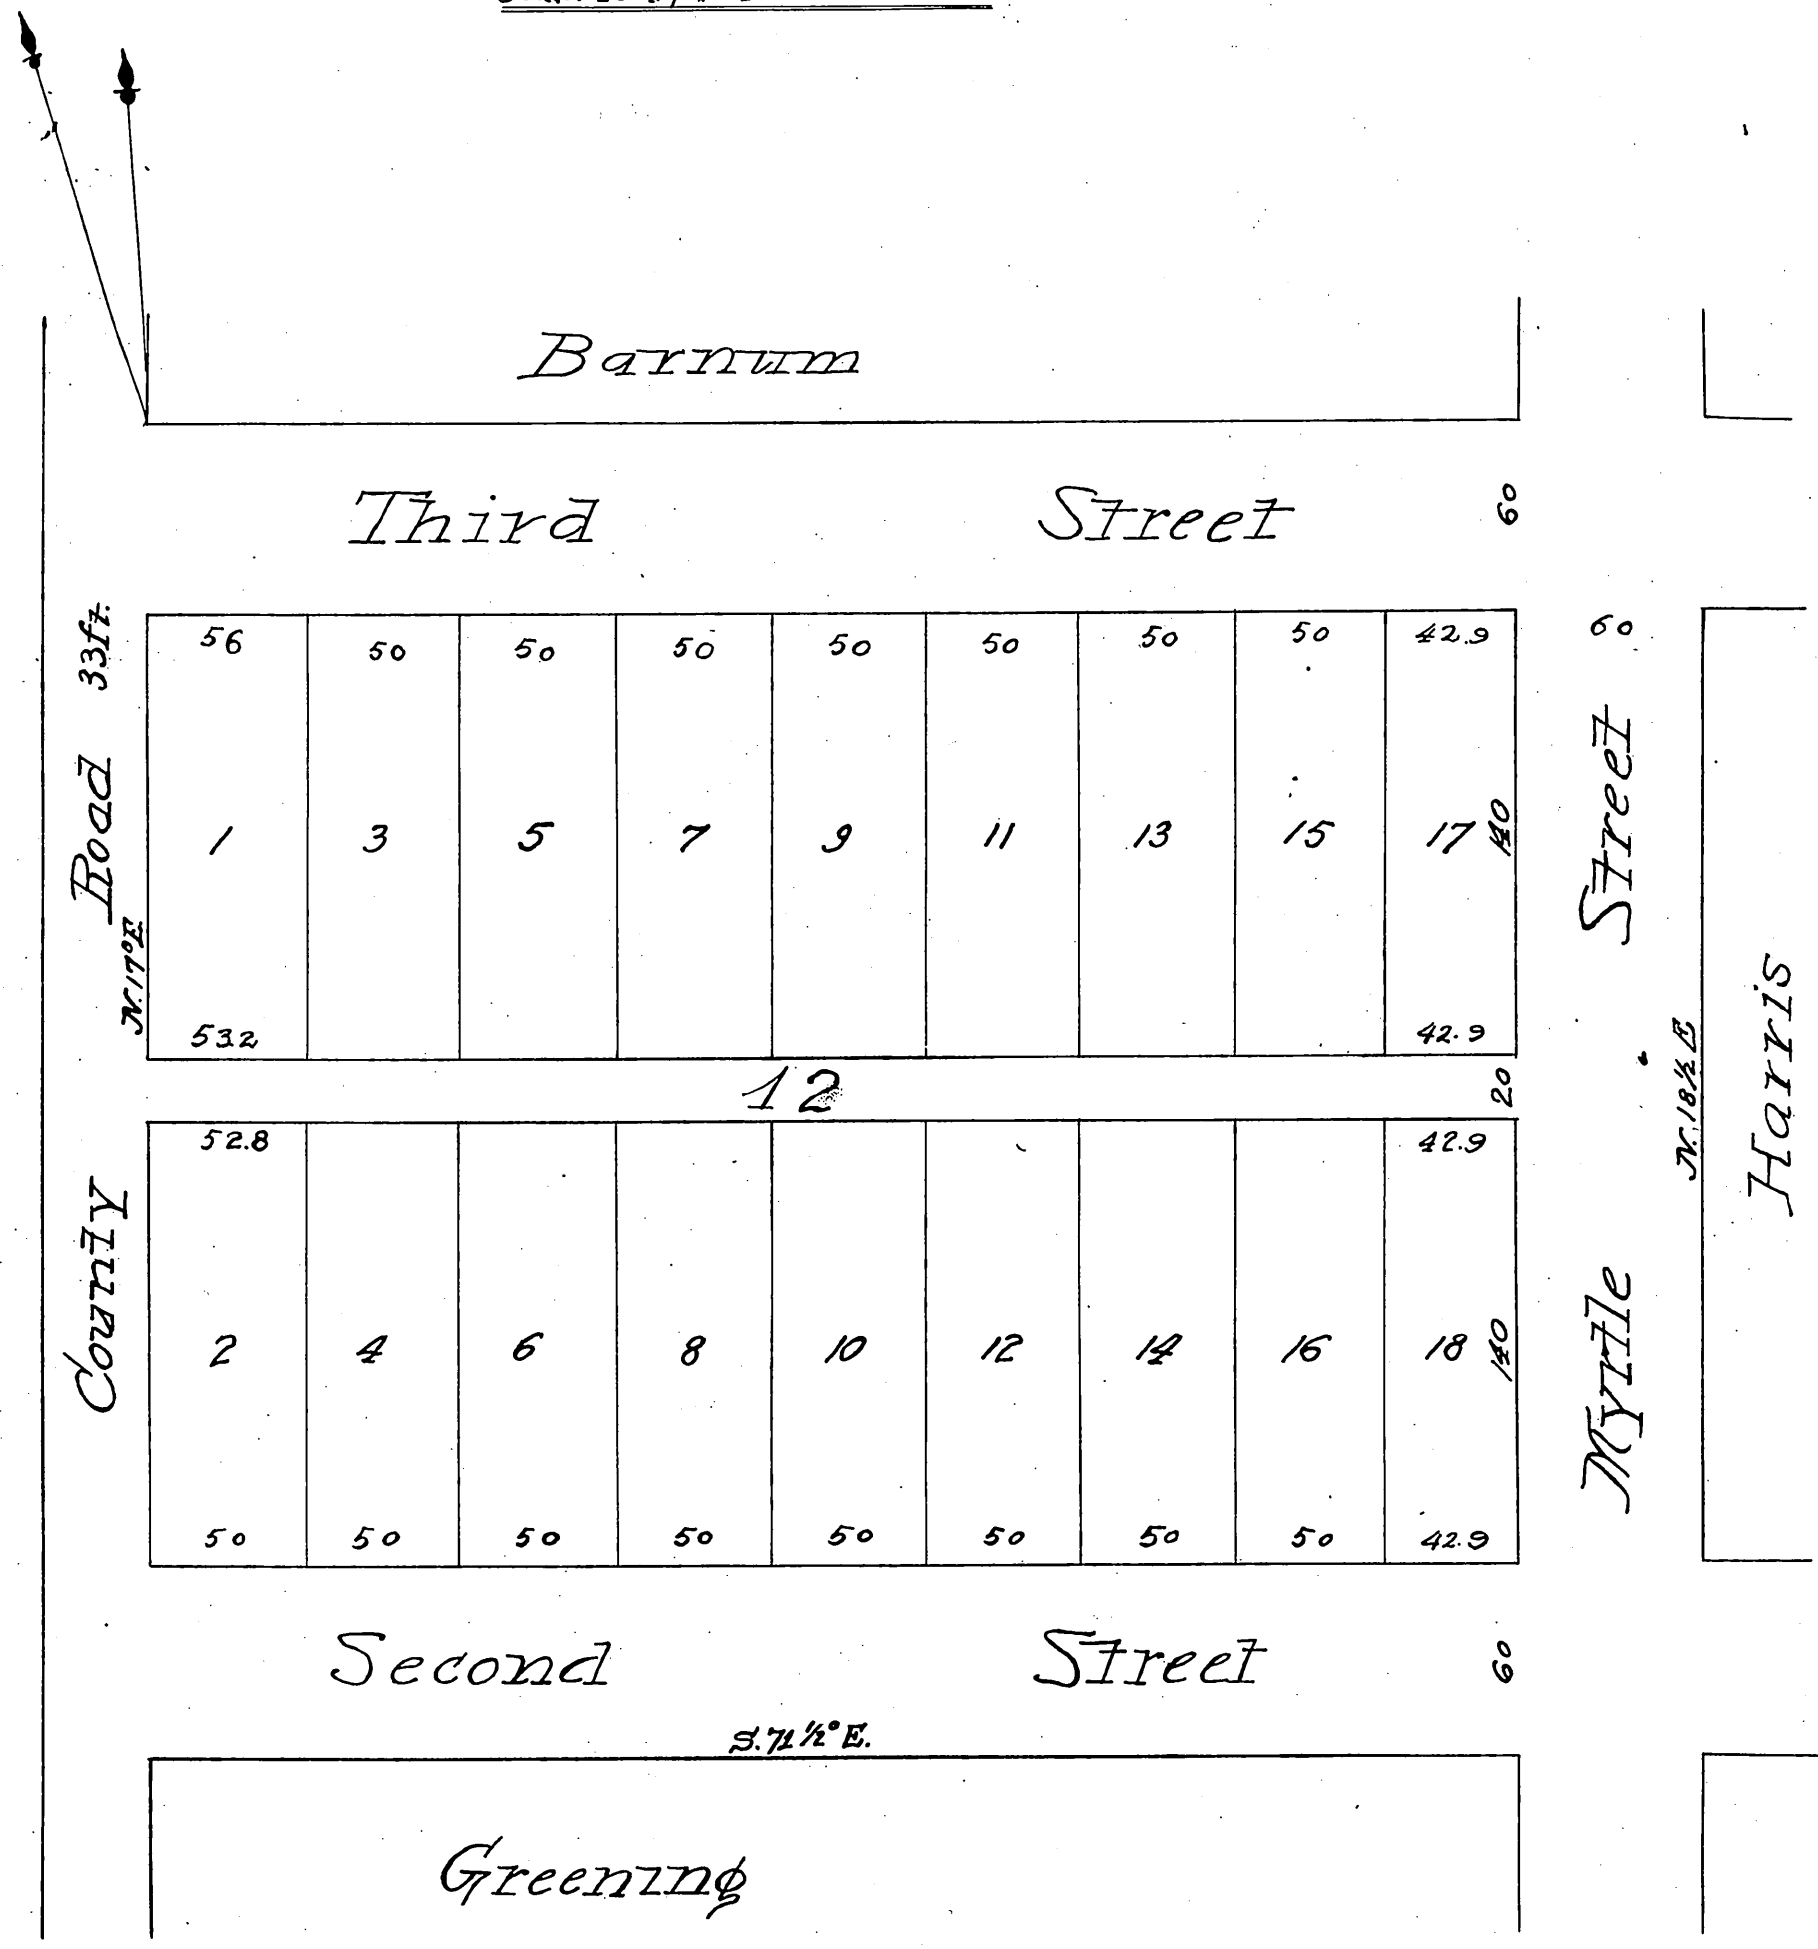 Barnum
Third Street 60
56 50 50 50 50 50 50 50 42.9 60
County Road 33ft.
N.17°E
1 3 5 7 9 11 13 15 17 140
53.2 42.9
12 20
52.8 42.9
2 4 6 8 10 12 14 16 18 140
50 50 50 50 50 50 50 50 42.9
Myrtle Street
N.18½E
Harris
Second Street 60
S.71½°E.
Greening